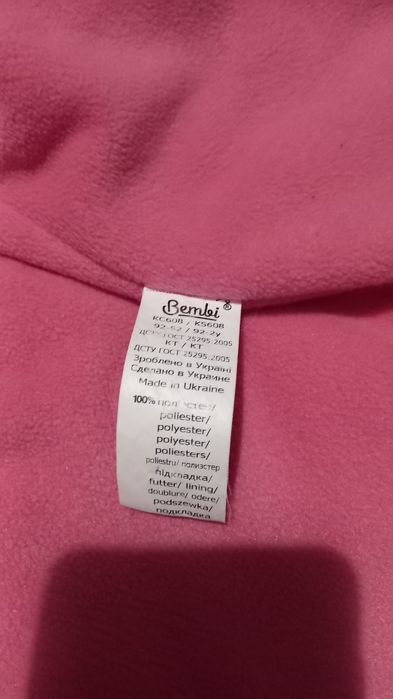 Bembi®
КС608 / KS608
92-52 / 92-2y
ДСТУ ГОСТ 25295:2005
КТ / KT
ДСТУ ГОСТ 25295:2005
Зроблено в Україні
Сделано в Украине
Made in Ukraine
100%
poliester/
polyester/
polyester/
poliesters/
poliestru/ полиэстер
підкладка/
futter/ lining/
doublure/ odere/
podszewka/
подкладка